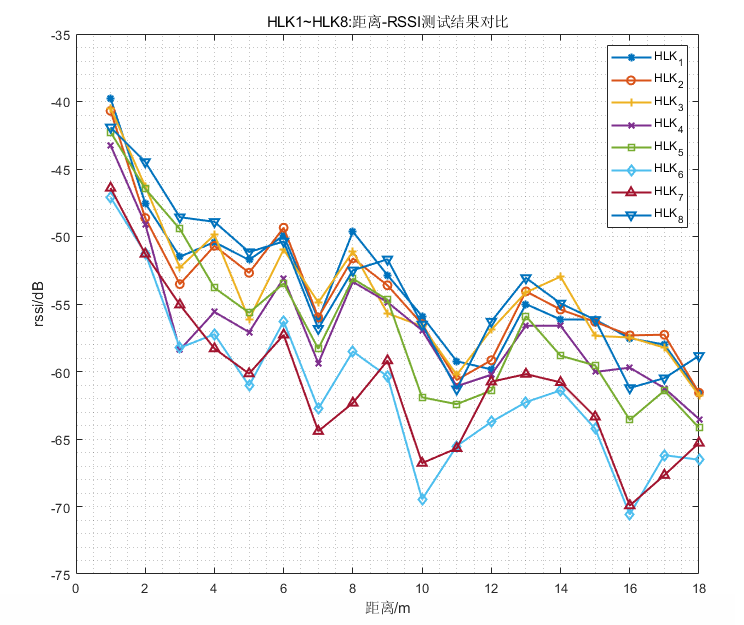 HLK1~HLK8:距离-RSSI测试结果对比
-35
-40
-45
-50
-55
-60
-65
-70
-75
rssi/dB
0 2 4 6 8 10 12 14 16 18
距离/m
HLK1
HLK2
HLK3
HLK4
HLK5
HLK6
HLK7
HLK8